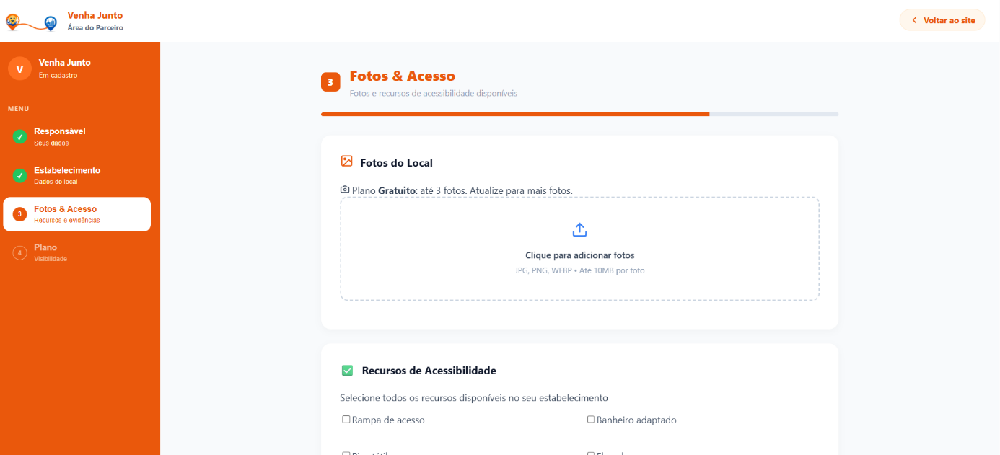 Venha Junto
Área do Parceiro
Voltar ao site
V
Venha Junto
Em cadastro
MENU
Responsável
Seus dados
Estabelecimento
Dados do local
3
Fotos & Acesso
Recursos e evidências
4
Plano
Visibilidade
3
Fotos & Acesso
Fotos e recursos de acessibilidade disponíveis
Fotos do Local
Plano Gratuito: até 3 fotos. Atualize para mais fotos.
Clique para adicionar fotos
JPG, PNG, WEBP • Até 10MB por foto
Recursos de Acessibilidade
Selecione todos os recursos disponíveis no seu estabelecimento
Rampa de acesso
Banheiro adaptado